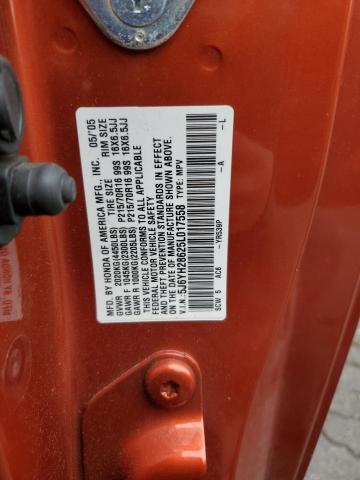 MFD. BY HONDA OF AMERICA MFG., INC. 05/'05
TIRE SIZE RIM SIZE
GVWR 2020KG(4450LBS)
GAWR F 1045KG(2300LBS) P215/70R16 99S 16X6.5JJ
GAWR R 1000KG(2205LBS) P215/70R16 99S 16X6.5JJ
THIS VEHICLE CONFORMS TO ALL APPLICABLE
FEDERAL MOTOR VEHICLE SAFETY
AND THEFT PREVENTION STANDARDS IN EFFECT
ON THE DATE OF MANUFACTURE SHOWN ABOVE.
V.I.N.: 5J6YH28625L017558 TYPE: MPV
SCW 5 AC6 -YR539P -A -L